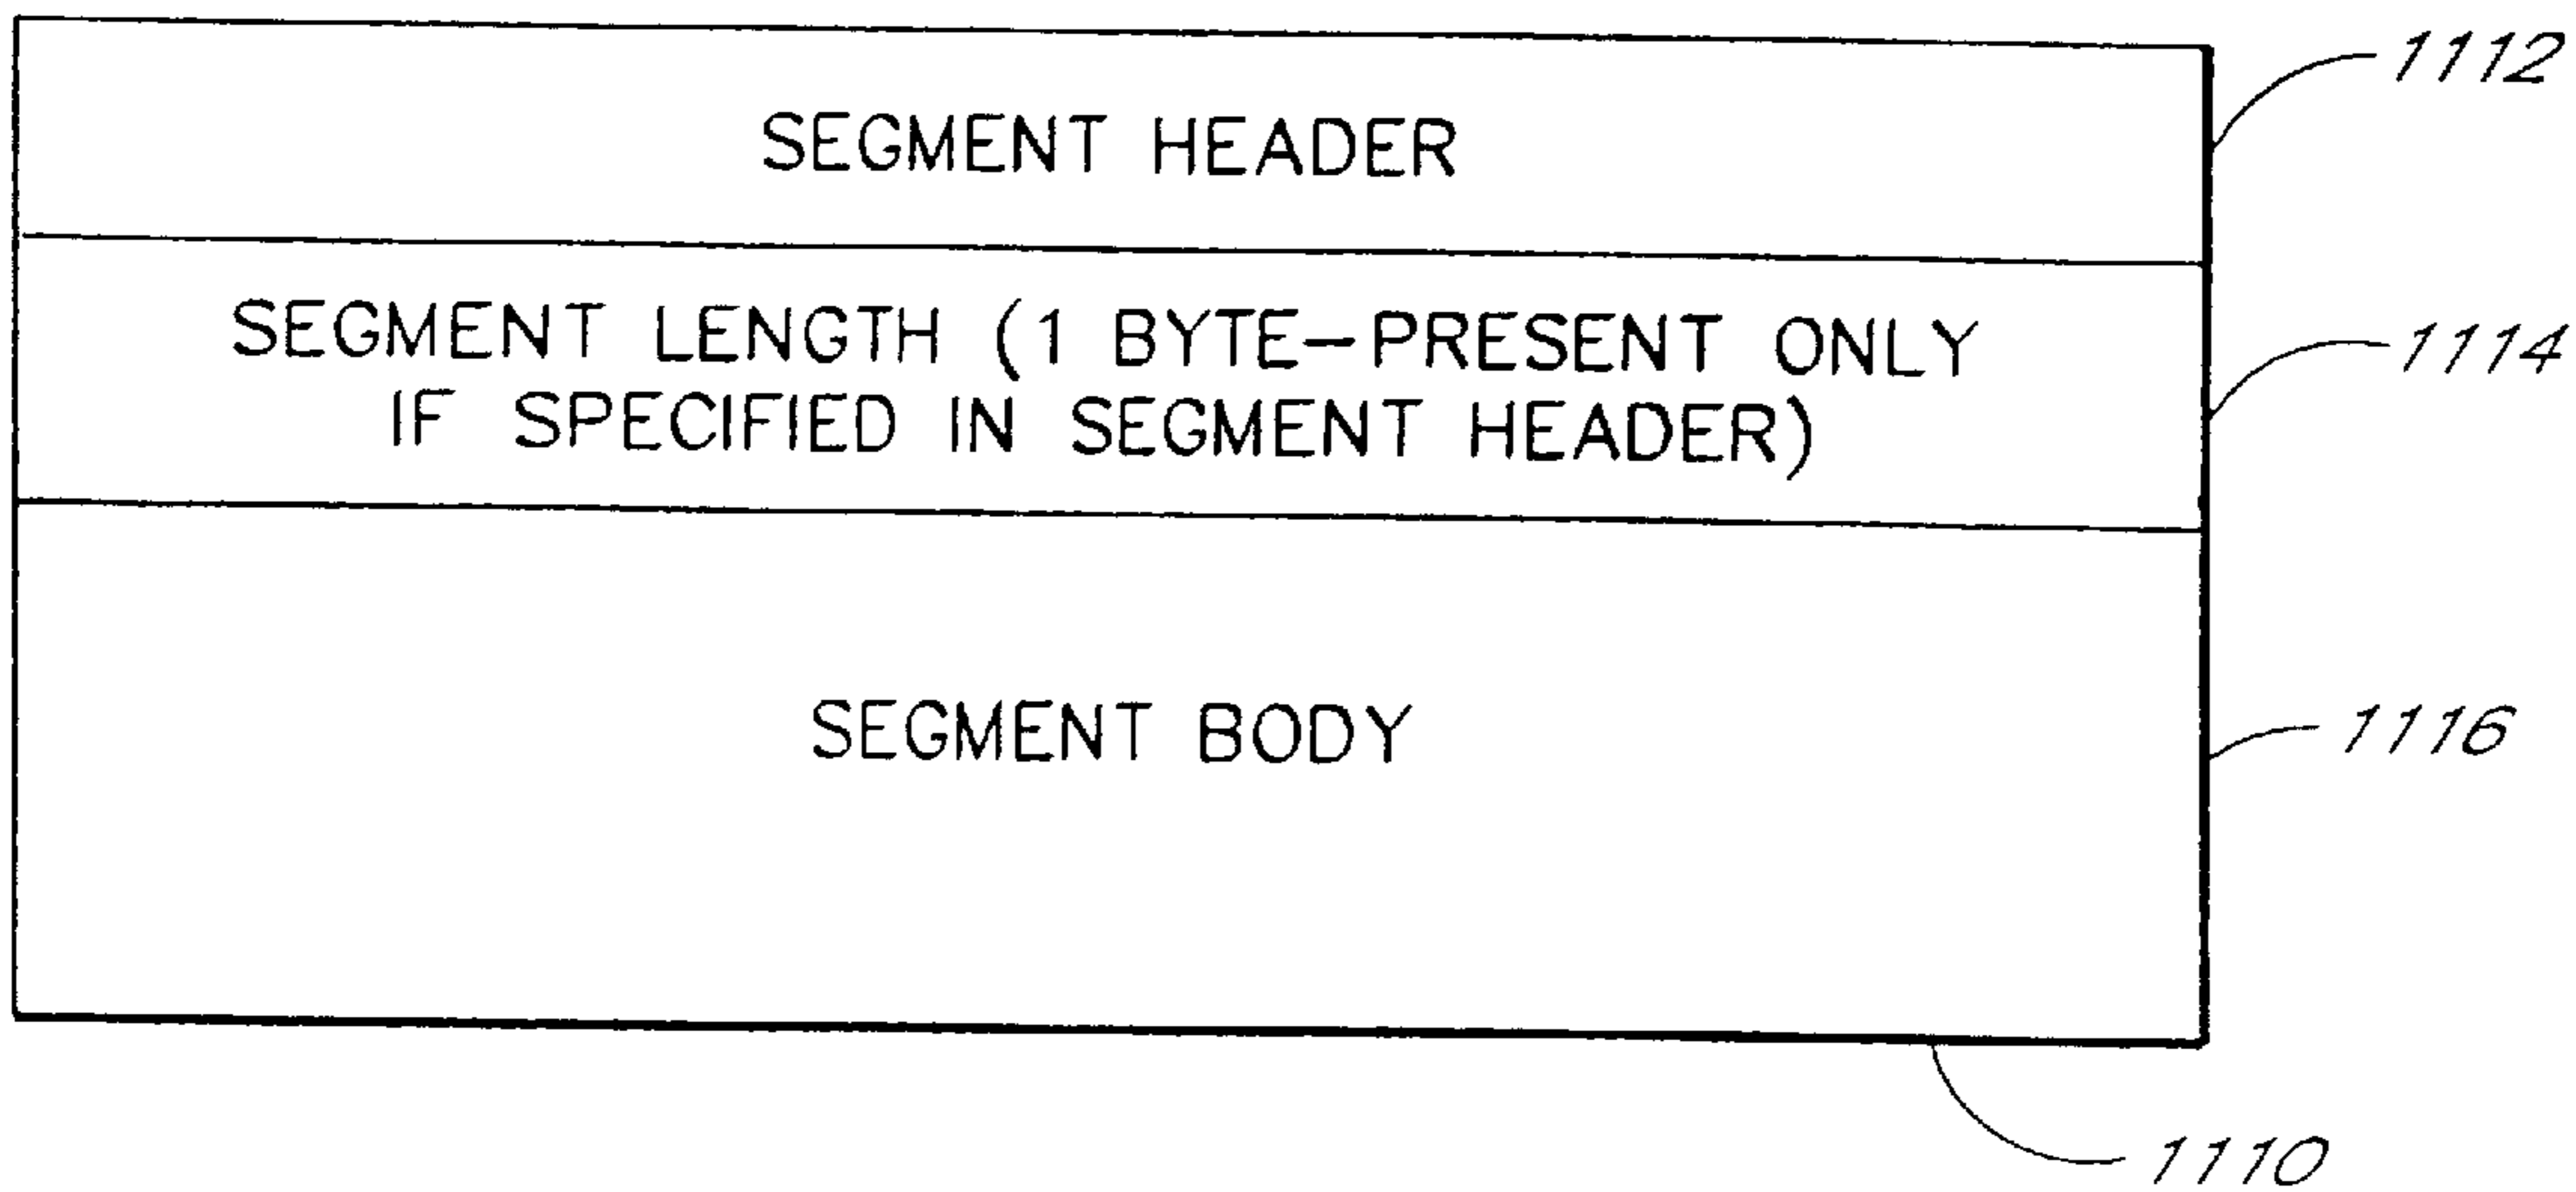 1112
SEGMENT HEADER
SEGMENT LENGTH (1 BYTE-PRESENT ONLY
1114
IF SPECIFIED IN SEGMENT HEADER)
SEGMENT BODY
1116
1110